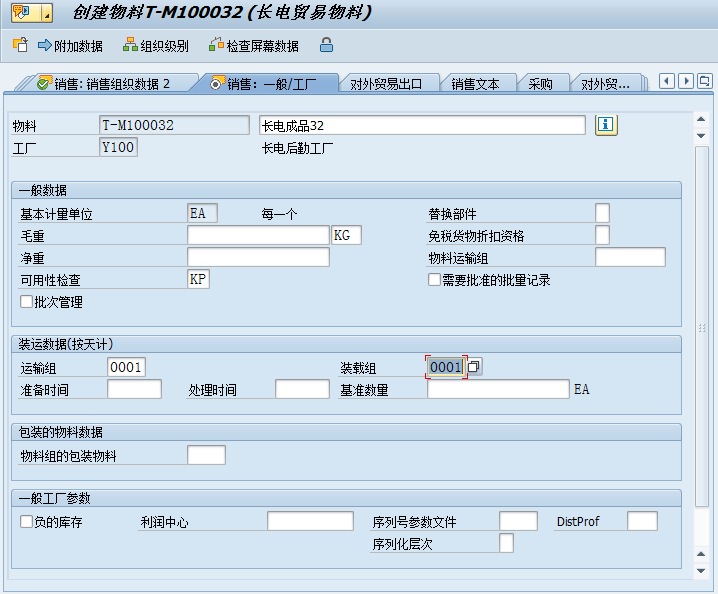 创建物料T-M100032 (长电贸易物料)
附加数据 组织级别 检查屏幕数据
销售: 销售组织数据 2 销售: 一般/工厂 对外贸易出口 销售文本 采购 对外贸...
物料 T-M100032 长电成品32
工厂 Y100 长电后勤工厂
一般数据
基本计量单位 EA 每一个 替换部件
毛重 KG 免税货物折扣资格
净重 物料运输组
可用性检查 KP 需要批准的批量记录
批次管理
装运数据(按天计)
运输组 0001 装载组 0001
准备时间 处理时间 基准数量 EA
包装的物料数据
物料组的包装物料
一般工厂参数
负的库存 利润中心 序列号参数文件 DistProf
序列化层次